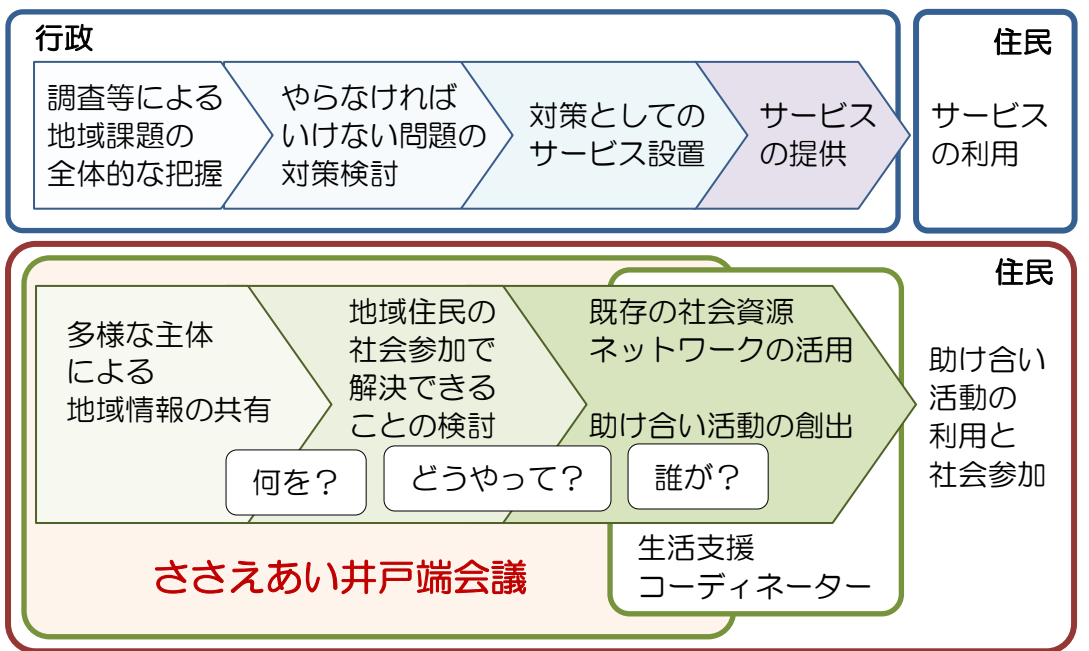 行政
調査等による
地域課題の
全体的な把握
やらなければ
いけない問題の
対策検討
対策としての
サービス設置
サービス
の提供
住民
サービス
の利用
住民
多様な主体
による
地域情報の共有
地域住民の
社会参加で
解決できる
ことの検討
既存の社会資源
ネットワークの活用
助け合い活動の創出
何を？
どうやって？
誰が？
助け合い
活動の
利用と
社会参加
ささえあい井戸端会議
生活支援
コーディネーター